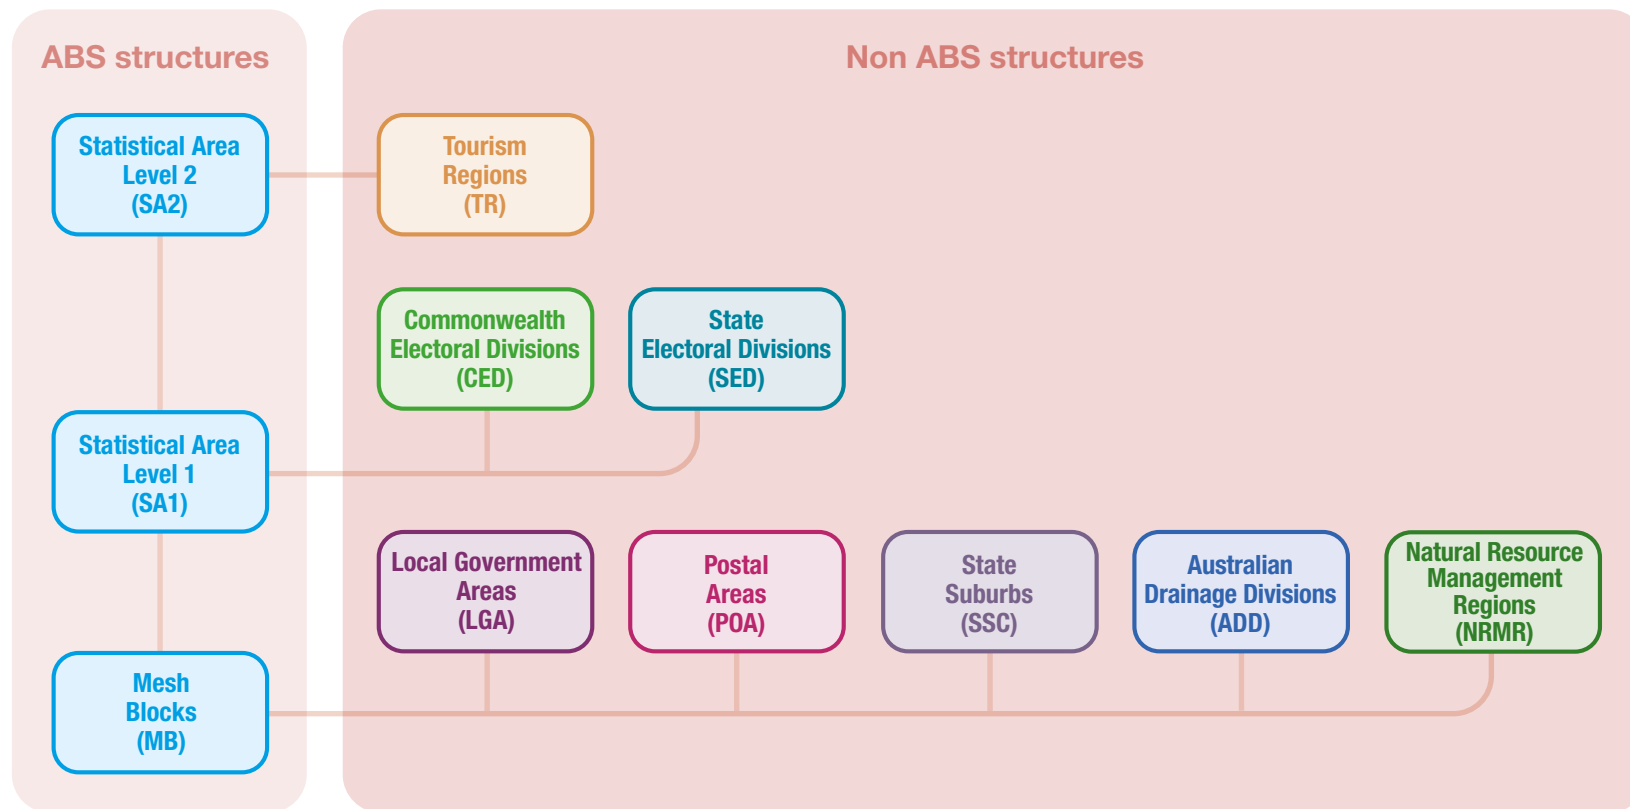 ABS structures
Non ABS structures
Statistical Area
Level 2
(SA2)
Tourism
Regions
(TR)
Commonwealth
Electoral Divisions
(CED)
State
Electoral Divisions
(SED)
Statistical Area
Level 1
(SA1)
Local Government
Areas
(LGA)
Postal
Areas
(POA)
State
Suburbs
(SSC)
Australian
Drainage Divisions
(ADD)
Natural Resource
Management
Regions
(NRMR)
Mesh
Blocks
(MB)